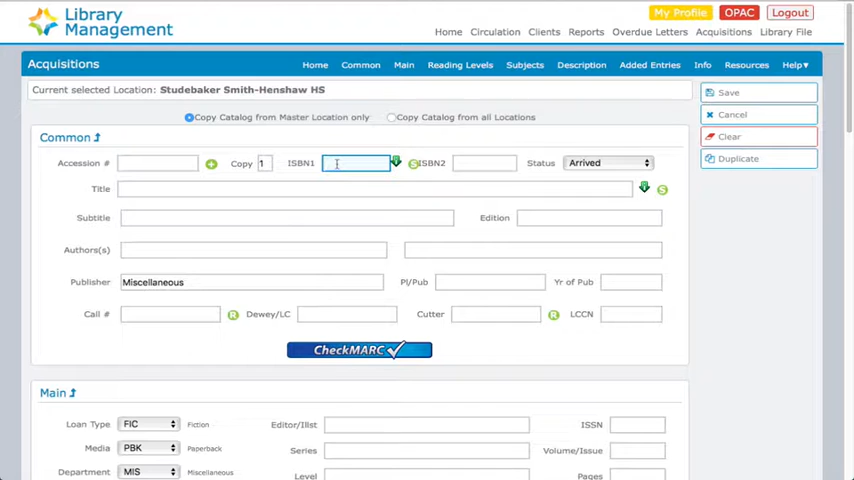 Library
Management
My Profile OPAC Logout
Home Circulation Clients Reports Overdue Letters Acquisitions Library File
Acquisitions Home Common Main Reading Levels Subjects Description Added Entries Info Resources Help▾
Current selected Location: Studebaker Smith-Henshaw HS
Save
Copy Catalog from Master Location only Copy Catalog from all Locations
Cancel
Common
Clear
Accession # Copy 1 ISBN1 S ISBN2 Status Arrived
Duplicate
Title S
Subtitle Edition
Authors(s)
Publisher Miscellaneous Pl/Pub Yr of Pub
Call # R Dewey/LC Cutter R LCCN
CheckMARC
Main
Loan Type FIC Fiction Editor/Illst ISSN
Media PBK Paperback Series Volume/Issue
Department MIS Miscellaneous Level Pages